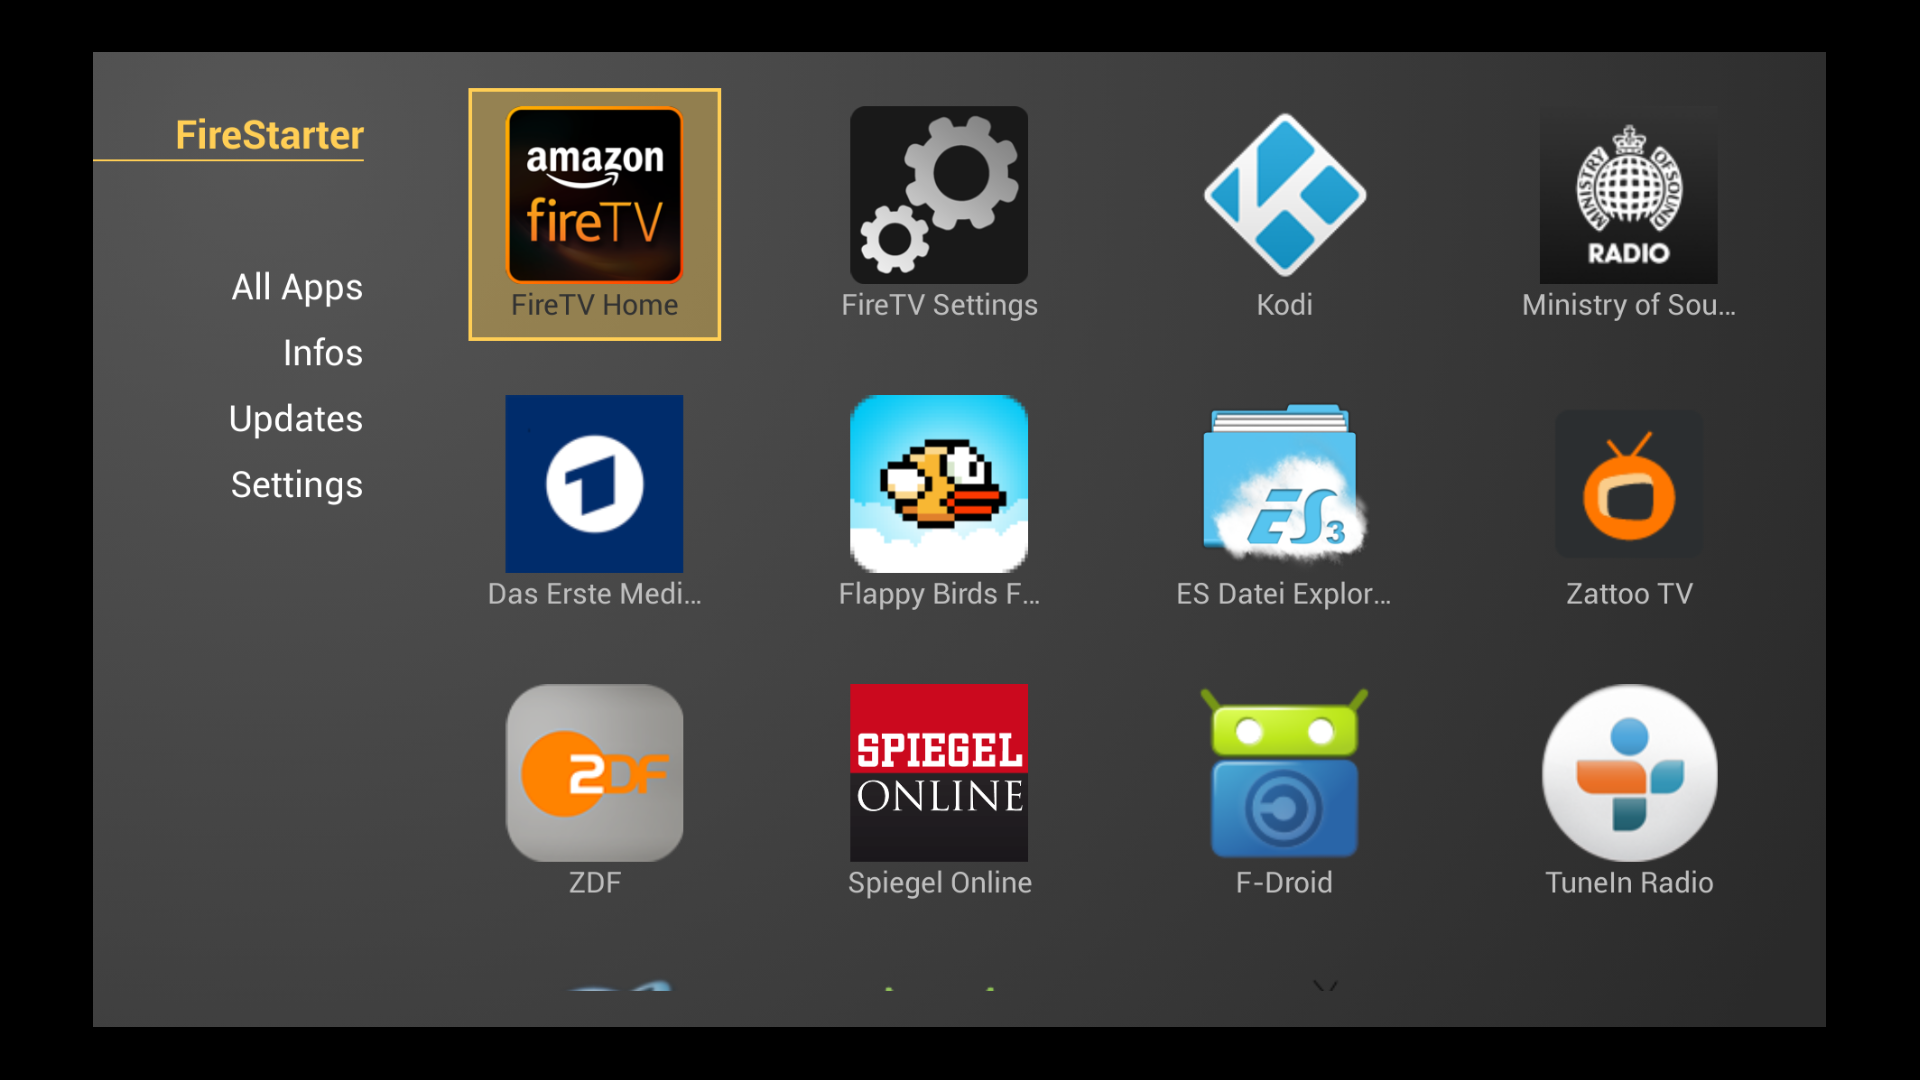 FireStarter
All Apps
Infos
Updates
Settings
amazon
fireTV
FireTV Home
FireTV Settings
Kodi
MINISTRY OF SOUND
RADIO
Ministry of Sou...
Das Erste Medi...
Flappy Birds F...
ES3
ES Datei Explor...
Zattoo TV
ZDF
ZDF
SPIEGEL
ONLINE
Spiegel Online
F-Droid
TuneIn Radio